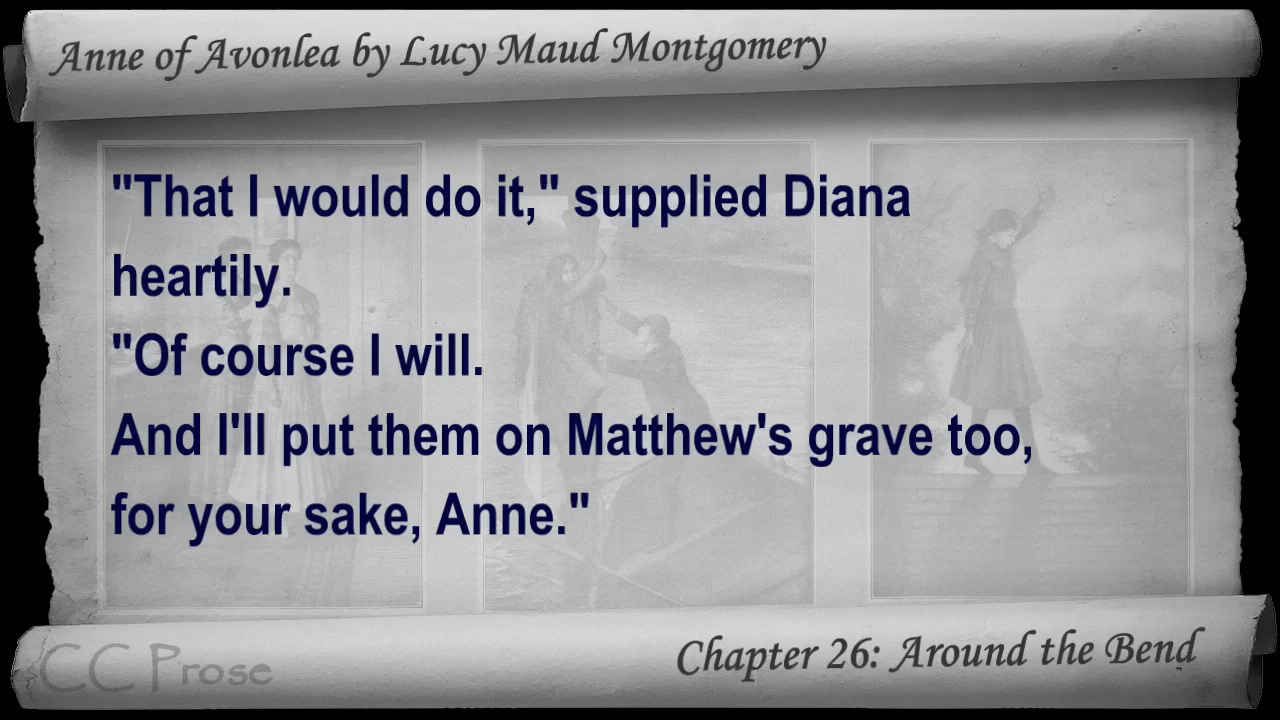 Anne of Avonlea by Lucy Maud Montgomery
"That I would do it," supplied Diana
heartily.
"Of course I will.
And I'll put them on Matthew's grave too,
for your sake, Anne."
CC Prose
Chapter 26: Around the Bend